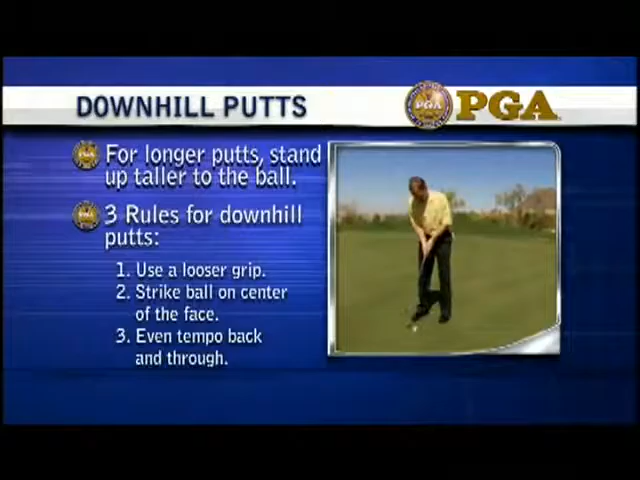 DOWNHILL PUTTS
PGA
For longer putts, stand
up taller to the ball.
3 Rules for downhill
putts:
1. Use a looser grip.
2. Strike ball on center
of the face.
3. Even tempo back
and through.